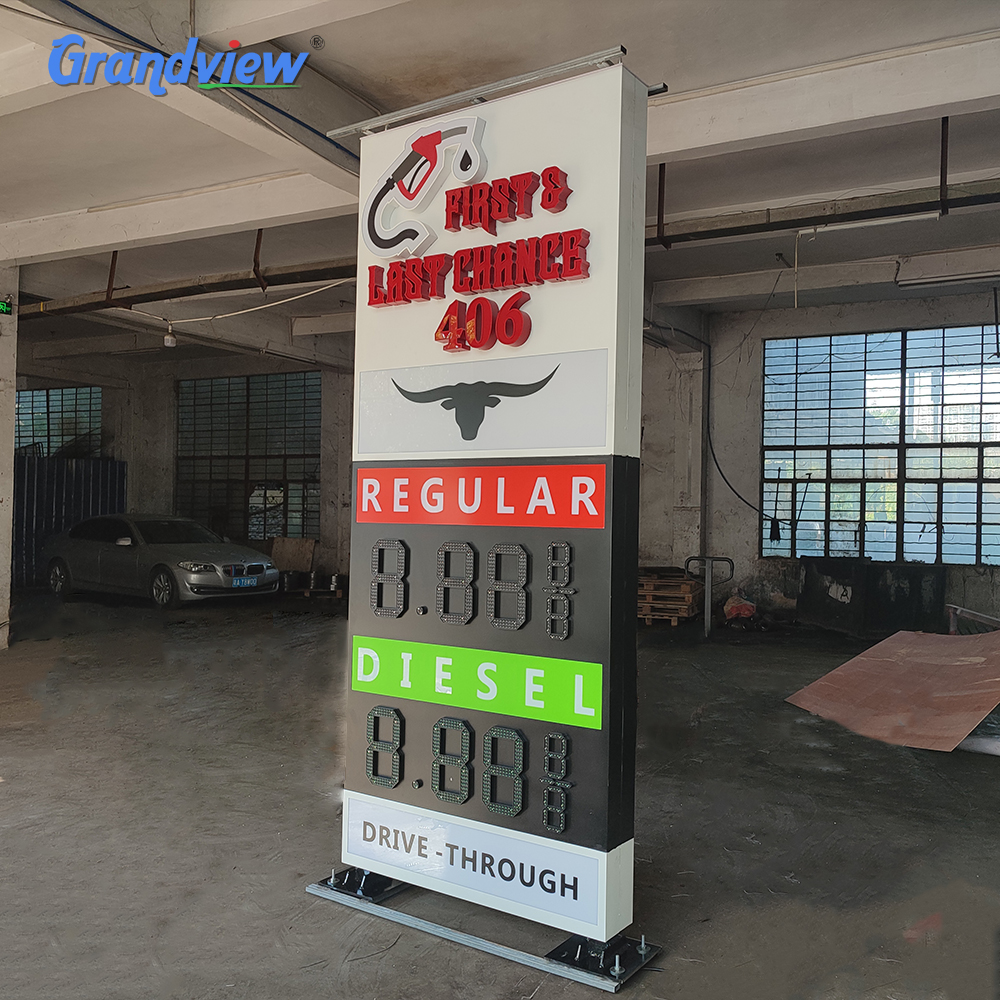 Grandview®
FIRST &
LAST CHANCE
406
REGULAR
8.88 8/8
DIESEL
8.88 8/8
DRIVE -THROUGH